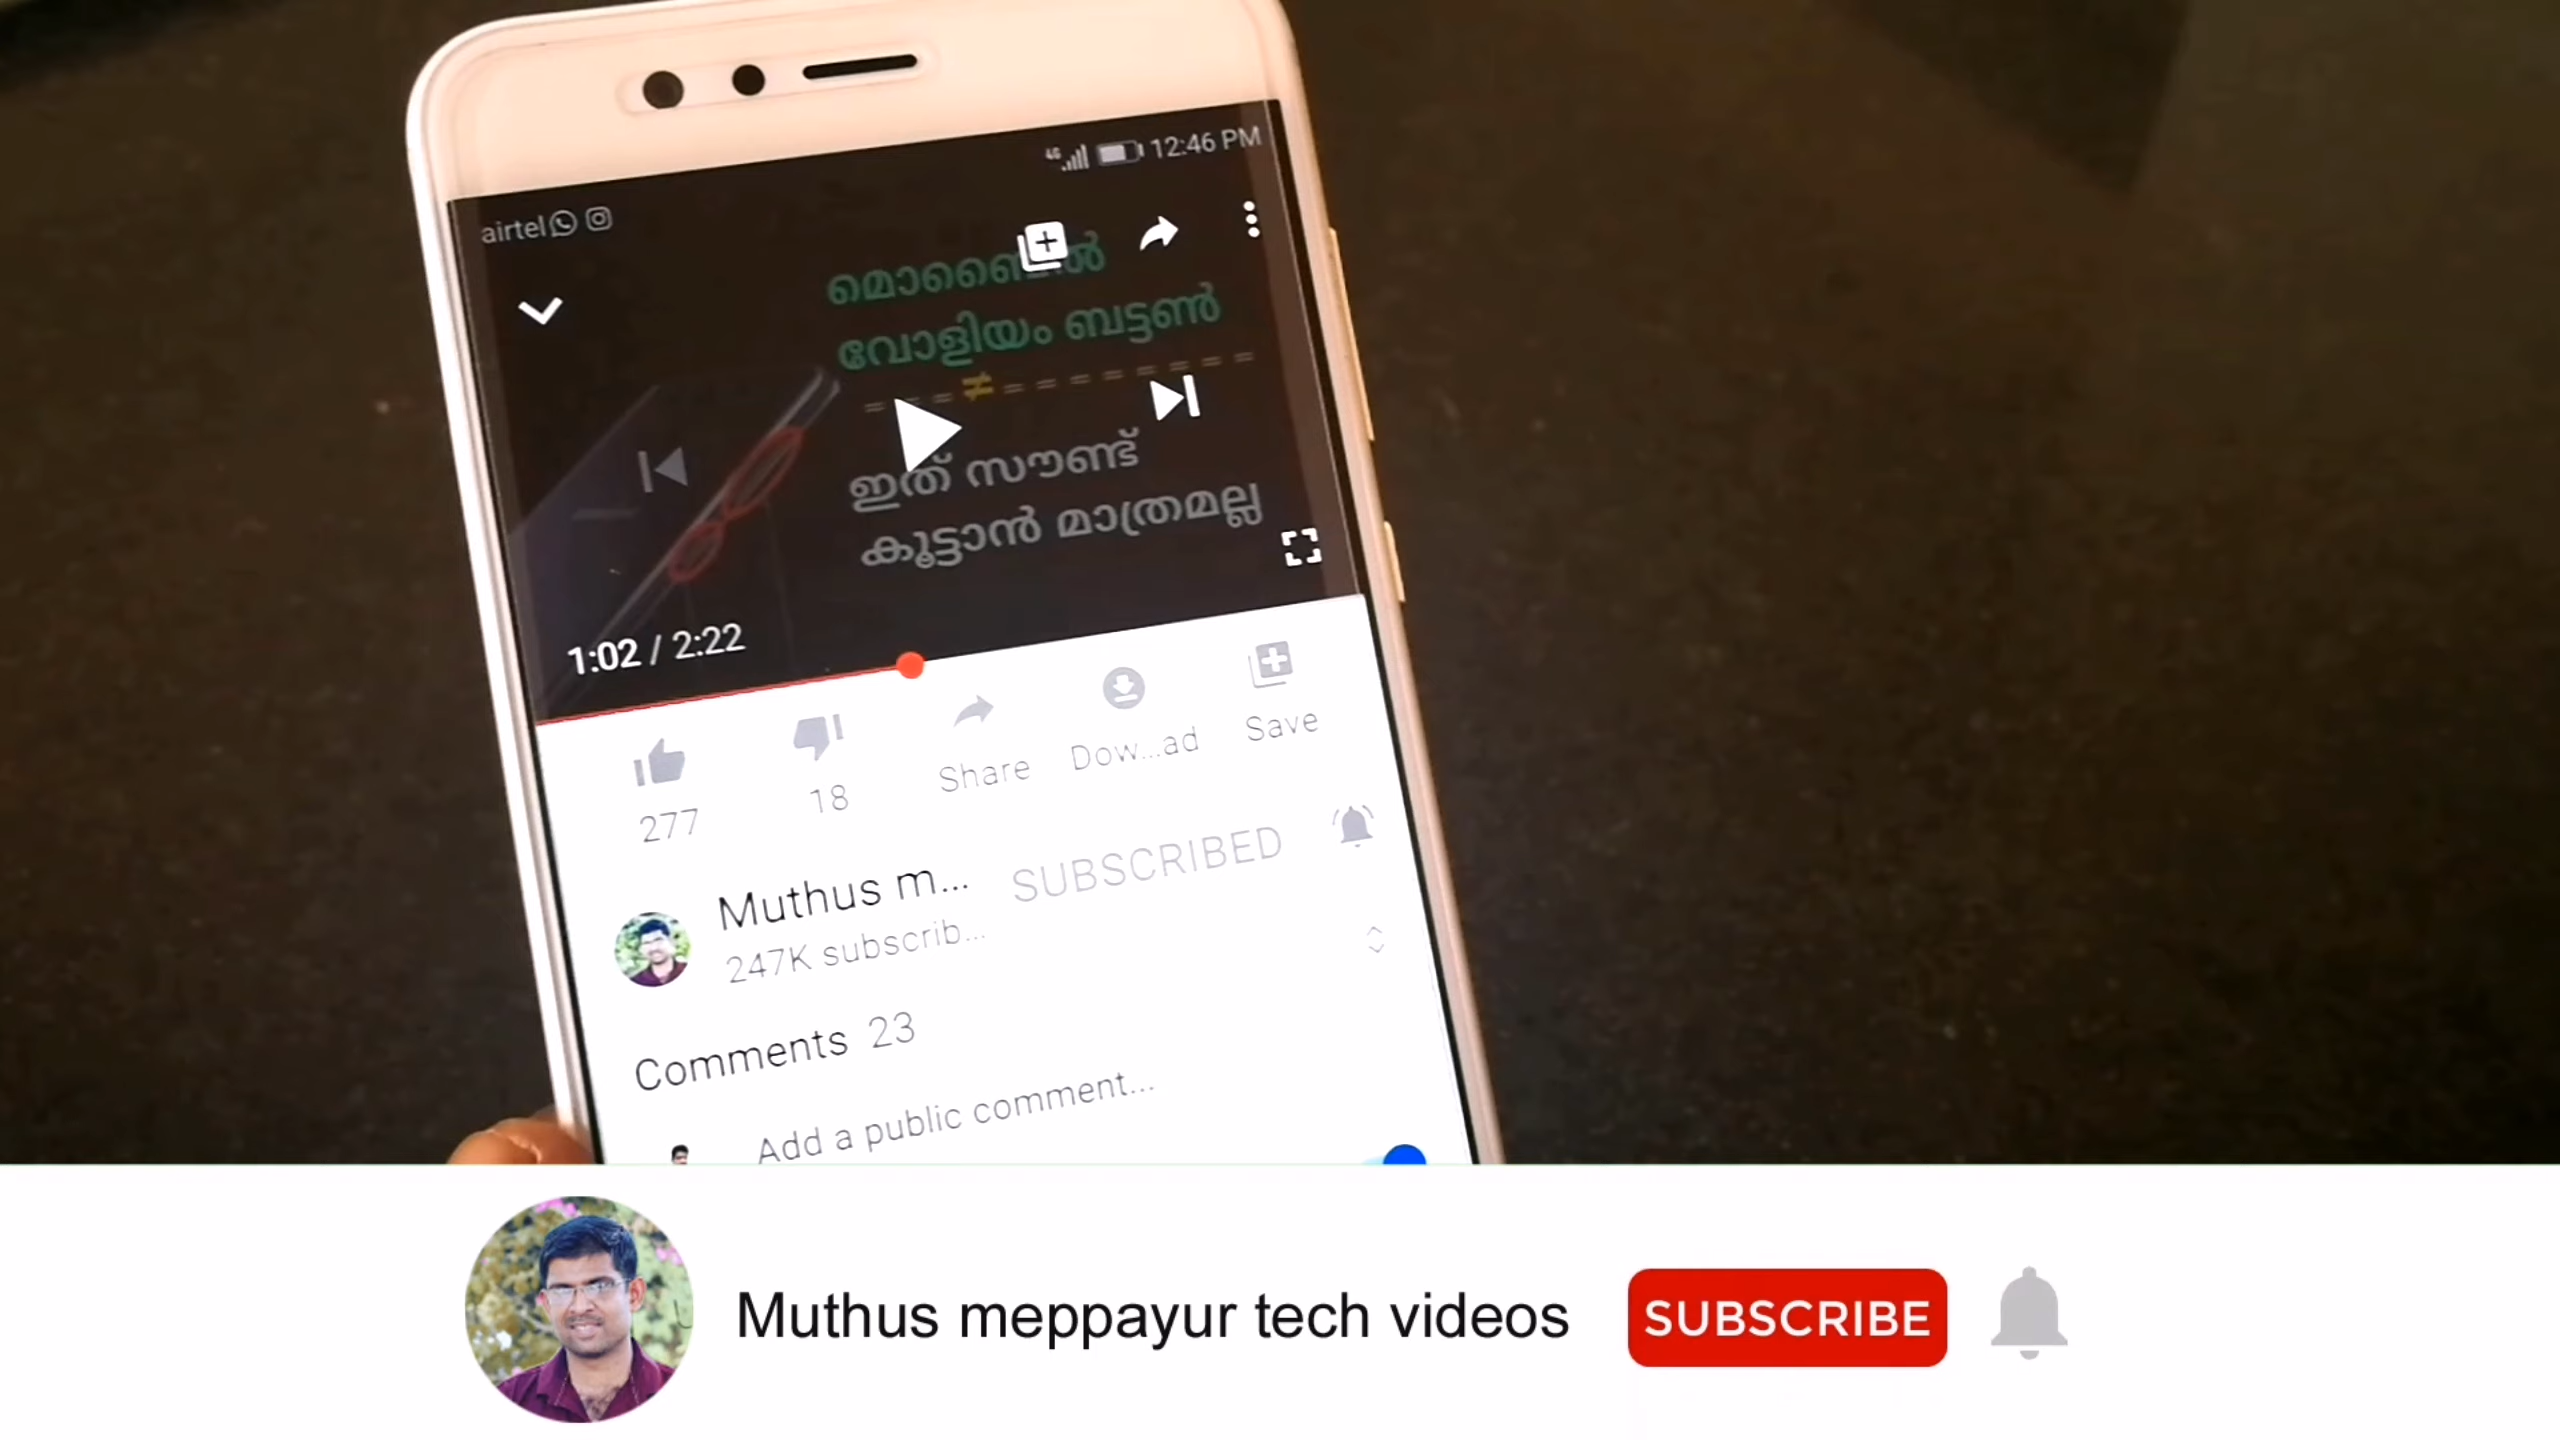 airtel
4G 12:46 PM
മൊബൈൽ
വോളിയം ബട്ടൺ
= = = ≠ = = = = = = =
ഇത് സൗണ്ട്
കൂട്ടാൻ മാത്രമല്ല
1:02 / 2:22
277
18
Share
Dow...ad
Save
Muthus m...
SUBSCRIBED
247K subscrib...
Comments 23
Add a public comment...
Muthus meppayur tech videos
SUBSCRIBE